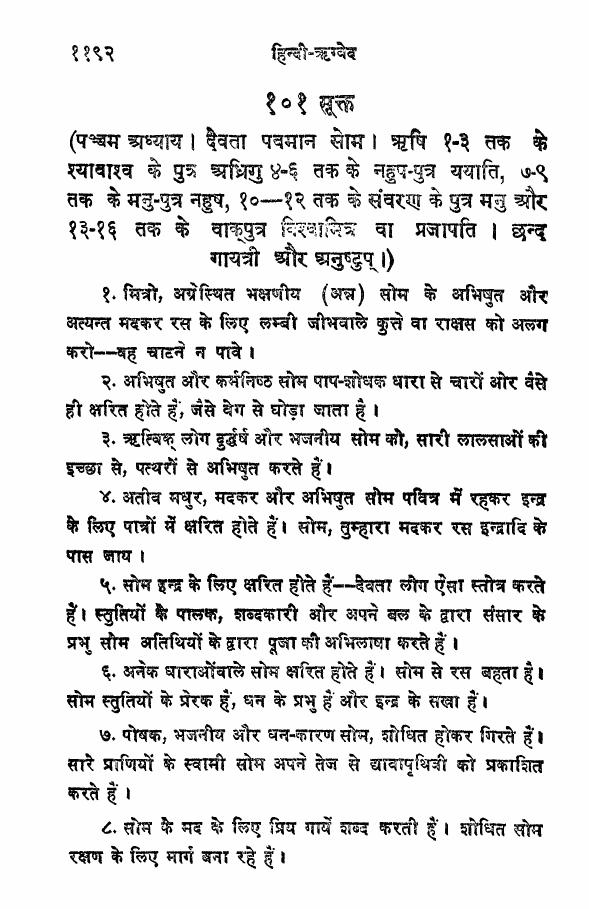 ११९२ हिन्दी-ऋग्वेद
१०१ सूक्त
(पञ्चम अध्याय। देवता पवमान सोम। ऋषि १-३ तक के
श्यावाश्व के पुत्र अध्रिगु ४-६ तक के नहुष-पुत्र ययाति, ७-९
तक के मनु-पुत्र नहुष, १०—१२ तक के संवरण के पुत्र मनु और
१३-१६ तक के वाक्पुत्र विश्वामित्र वा प्रजापति। छन्द
गायत्री और अनुष्टुप्।)
१. मित्रो, अग्रेस्थित भक्षणीय (अन्न) सोम के अभिषुत और
अत्यन्त मदकर रस के लिए लम्बी जीभवाले कुत्ते वा राक्षस को अलग
करो—वह चाटने न पावे।
२. अभिषुत और कर्मनिष्ठ सोम पाप-शोधक धारा से चारों ओर वैसे
ही क्षरित होते हैं, जैसे वेग से घोड़ा जाता है।
३. ऋत्विक् लोग दुर्द्धर्ष और भजनीय सोम को, सारी लालसाओं की
इच्छा से, पत्थरों से अभिषुत करते हैं।
४. अतीव मधुर, मदकर और अभिषुत सोम पवित्र में रहकर इन्द्र
के लिए पात्रों में क्षरित होते हैं। सोम, तुम्हारा मदकर रस इन्द्रादि के
पास जाय।
५. सोम इन्द्र के लिए क्षरित होते हैं—देवता लोग ऐसा स्तोत्र करते
हैं। स्तुतियों के पालक, शब्दकारी और अपने बल के द्वारा संसार के
प्रभु सोम अतिथियों के द्वारा पूजा की अभिलाषा करते हैं।
६. अनेक धाराओंवाले सोम क्षरित होते हैं। सोम से रस बहता है।
सोम स्तुतियों के प्रेरक हैं, धन के प्रभु हैं और इन्द्र के सखा हैं।
७. पोषक, भजनीय और धन-कारण सोम, शोधित होकर गिरते हैं।
सारे प्राणियों के स्वामी सोम अपने तेज से द्यावापृथिवी को प्रकाशित
करते हैं।
८. सोम के मद के लिए प्रिय गायें शब्द करती हैं। शोधित सोम
रक्षण के लिए मार्ग बना रहे हैं।